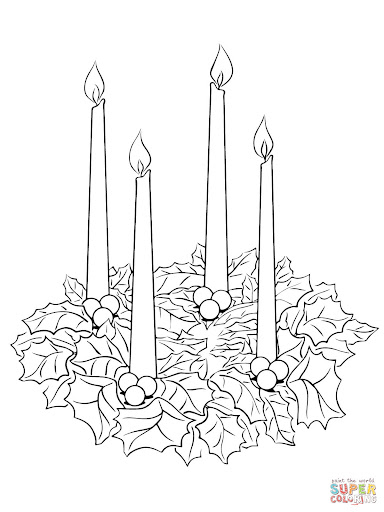 paint the world
SUPER
COLORING